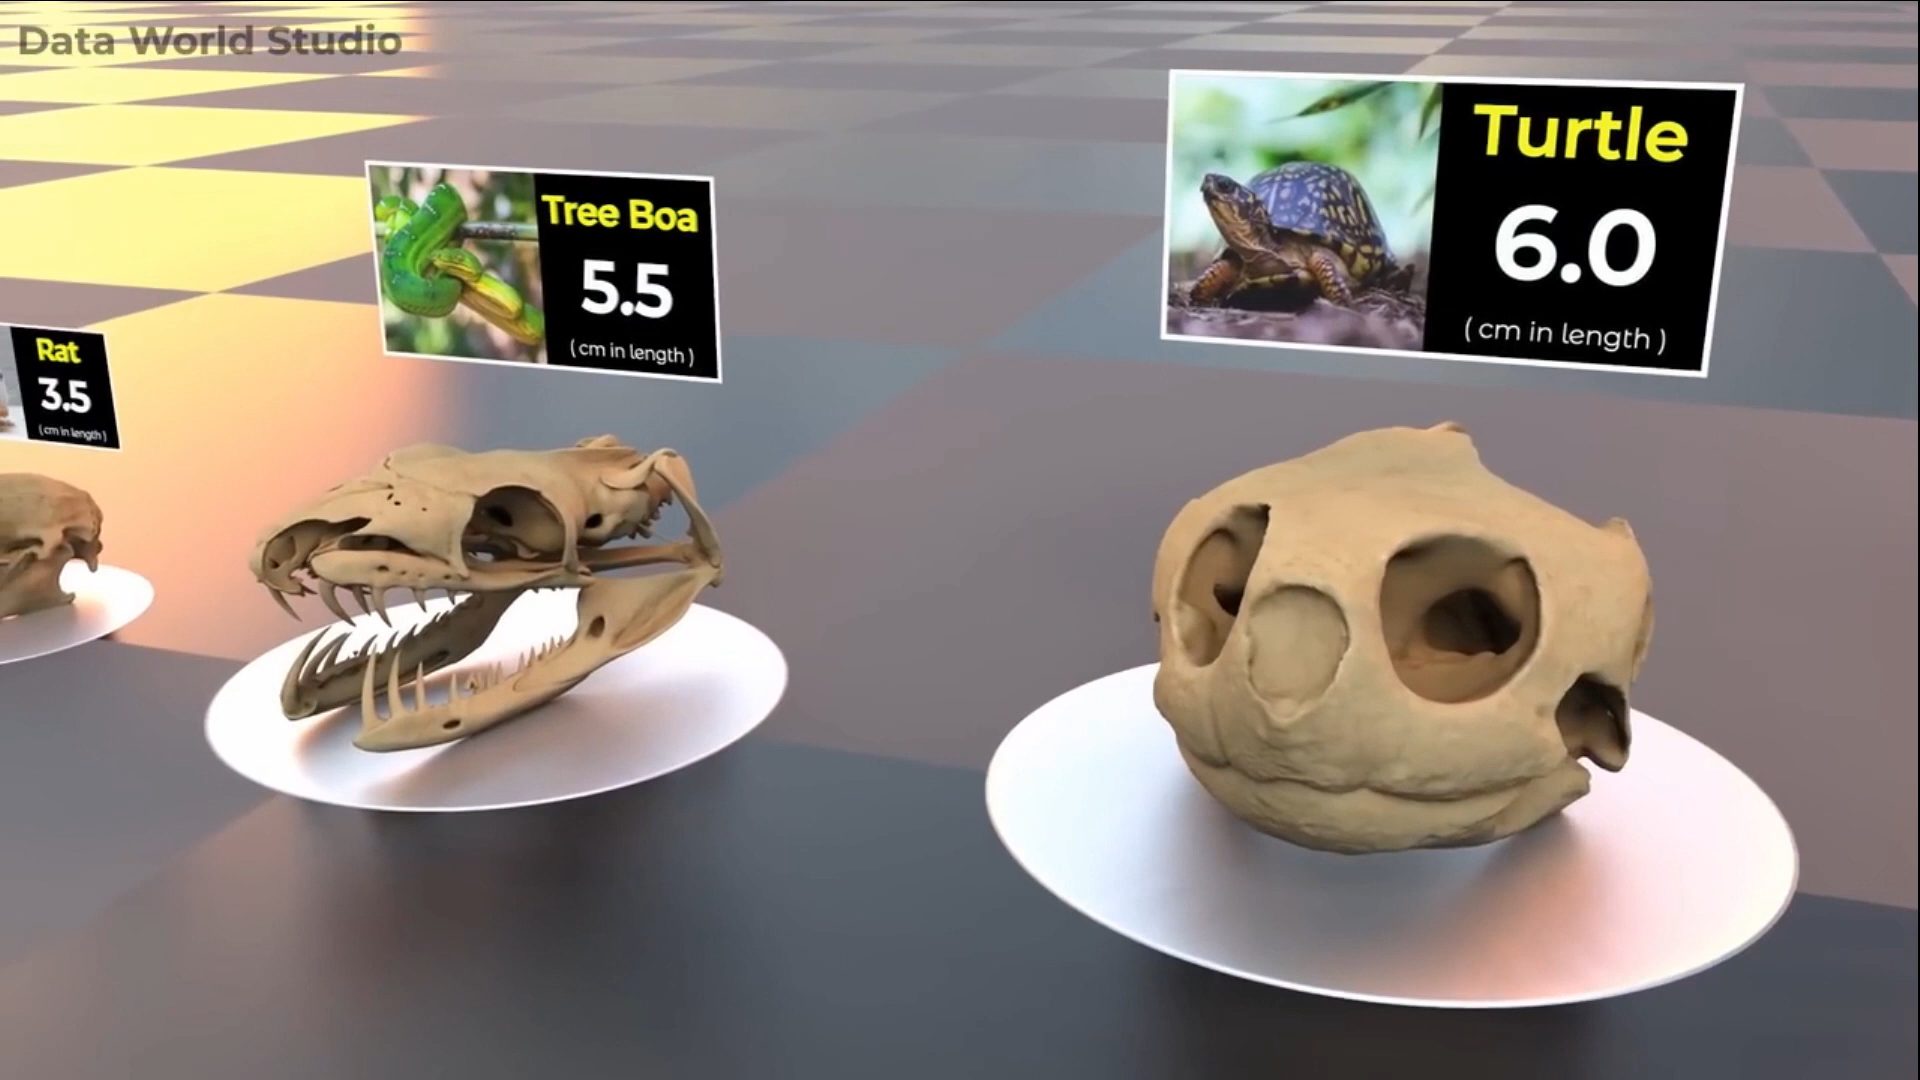 Data World Studio
Rat
3.5
( cm in length )
Tree Boa
5.5
( cm in length )
Turtle
6.0
( cm in length )